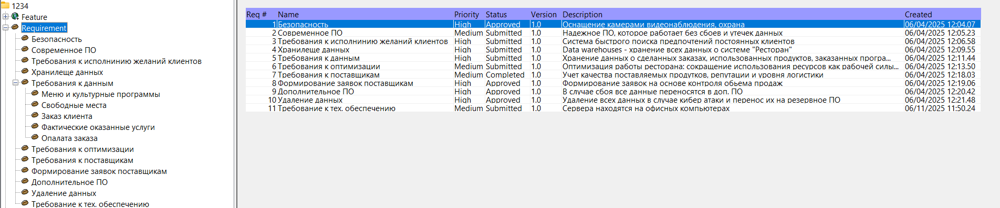 1234
Feature
Requirement
Безопасность
Современное ПО
Требования к исполнинию желаний клиентов
Хранилеще данных
Требования к данным
Меню и культурные программы
Свободные места
Заказ клиента
Фактические оказанные услуги
Опалата заказа
Требования к оптимизации
Требования к поставщикам
Формирование заявок поставщикам
Дополнительное ПО
Удаление данных
Требование к тех. обеспечению
Req # Name Priority Status Version Description Created
1 Безопасность High Approved 1.0 Оснащение камерами видеонаблюдения, охрана 06/04/2025 12:04.07
2 Современное ПО Medium Submitted 1.0 Надежное ПО, которое работает без сбоев и утечек данных 06/04/2025 12:05.23
3 Требования к исполнинию желаний клиентов High Submitted 1.0 Система быстрого поиска предпочтений постоянных клиентов 06/04/2025 12:06.58
4 Хранилеще данных High Submitted 1.0 Data warehouses - хранение всех данных о системе "Ресторан" 06/04/2025 12:09.55
5 Требования к данным High Submitted 1.0 Хранение данных о сделанных заказах, использованных продуктов, заказанных програ... 06/04/2025 12:11.44
6 Требования к оптимизации Medium Submitted 1.0 Оптимизация работы ресторана: сокращение использования ресурсов как рабочей силы... 06/04/2025 12:13.50
7 Требования к поставщикам Medium Completed 1.0 Учет качества поставляемых продутков, репутации и уровня логистики 06/04/2025 12:18.03
8 Формирование заявок поставщикам High Approved 1.0 Формирование заявок на основе контроля обьема продаж 06/04/2025 12:19.06
9 Дополнительное ПО High Approved 1.0 В случае сбоя все данные переносятся в доп. ПО 06/04/2025 12:20.42
10 Удаление данных High Approved 1.0 Удаление всех данных в случае кибер атаки и перенос их на резервное ПО 06/04/2025 12:21.48
11 Требование к тех. обеспечению Medium Submitted 1.0 Сервера находятся на офисных компьютерах 06/11/2025 11:50.24